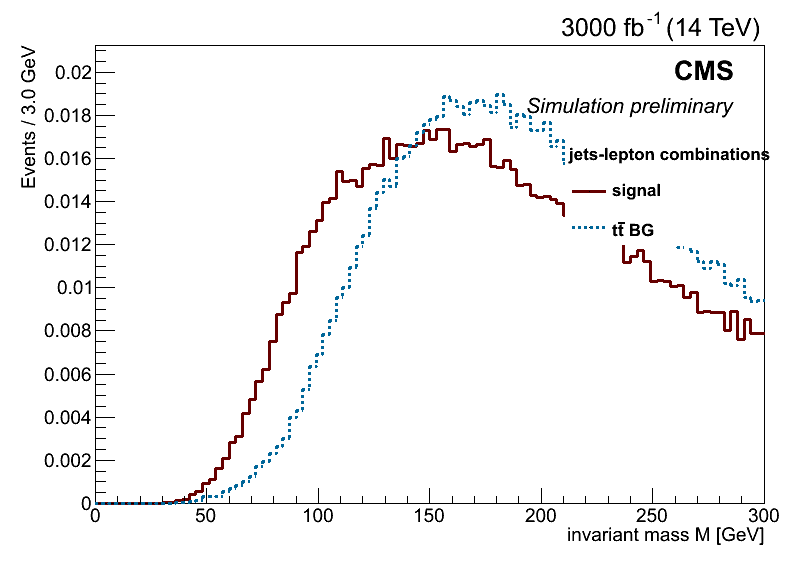 3000 fb⁻¹ (14 TeV)
Events / 3.0 GeV
0.02
0.018
0.016
0.014
0.012
0.01
0.008
0.006
0.004
0.002
0
CMS
Simulation preliminary
jets-lepton combinations
signal
tt̄ BG
0 50 100 150 200 250 300
invariant mass M [GeV]